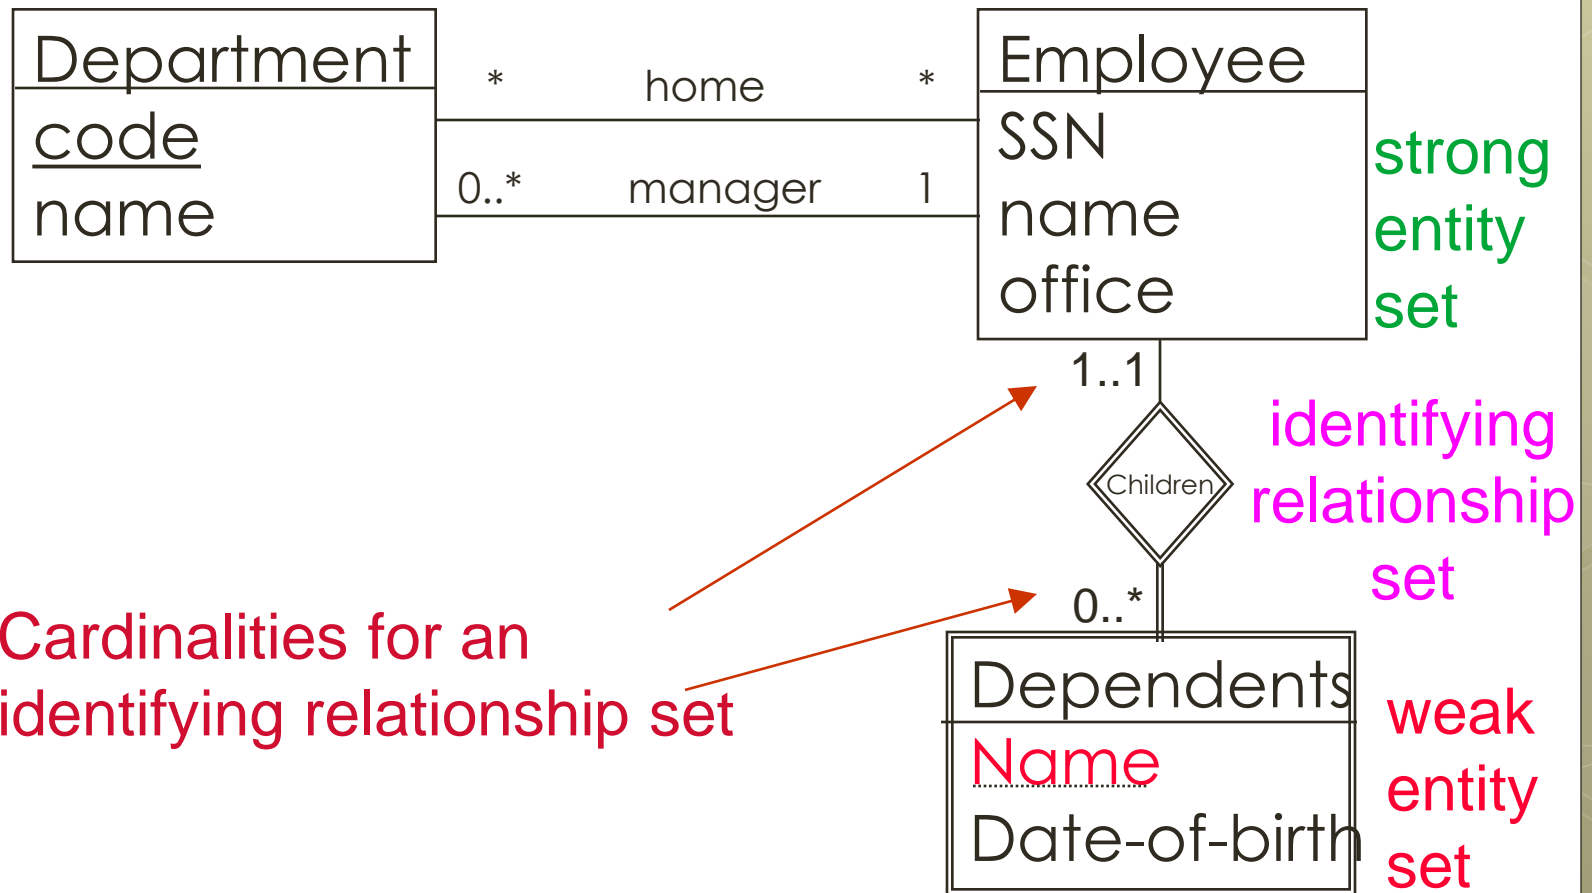 Department
code
name
* home *
0..* manager 1
Employee
SSN
name
office
strong
entity
set
1..1
Children
identifying
relationship
set
0..*
Cardinalities for an
identifying relationship set
Dependents
Name
Date-of-birth
weak
entity
set